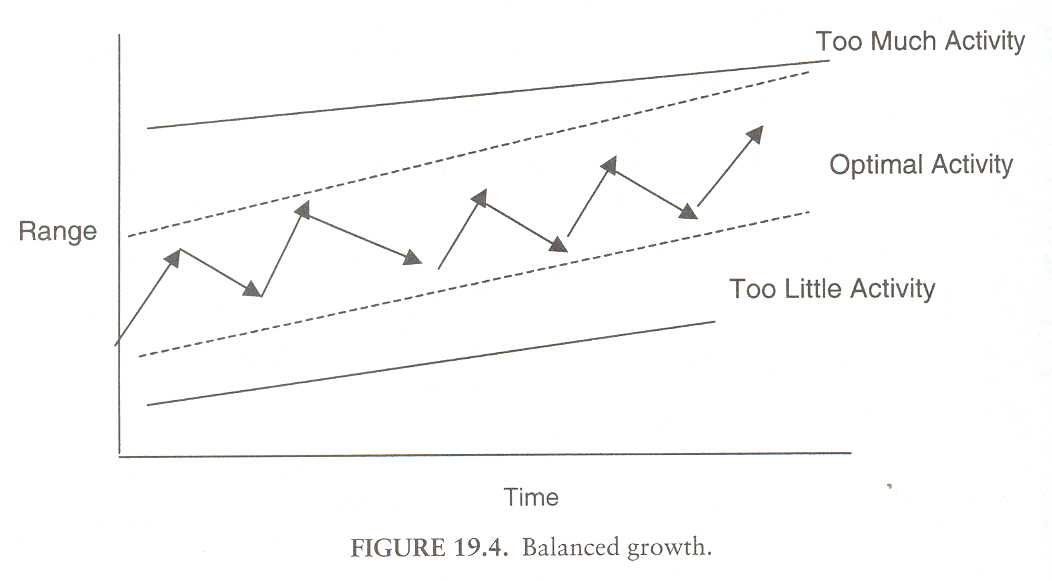 Too Much Activity
Optimal Activity
Range
Too Little Activity
Time
FIGURE 19.4. Balanced growth.